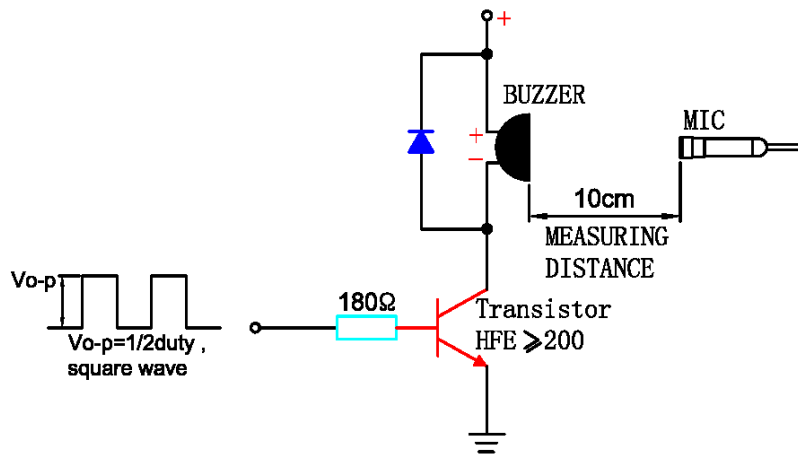 +
BUZZER
MIC
+
−
10cm
MEASURING
DISTANCE
Vo-p
180Ω
Transistor
HFE ⩾200
Vo-p=1/2duty ,
square wave